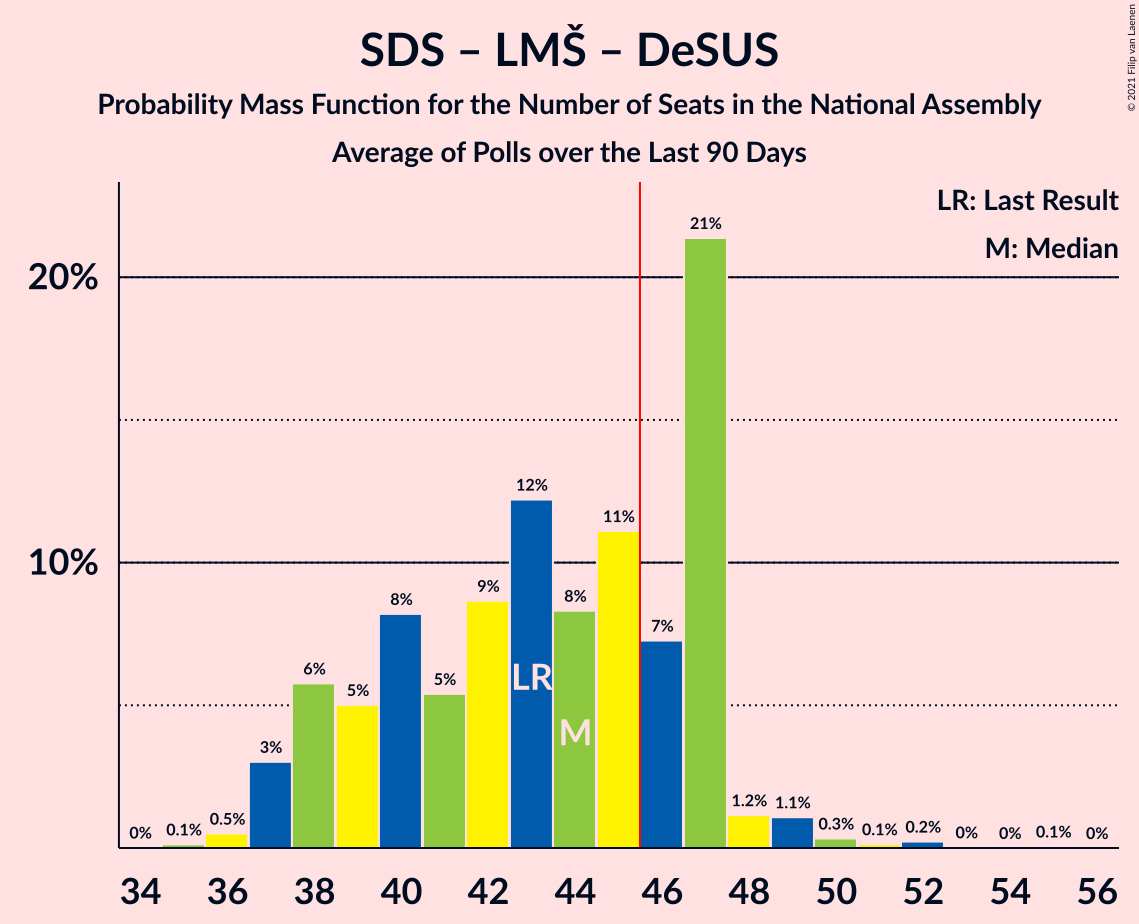 SDS – LMŠ – DeSUS
Probability Mass Function for the Number of Seats in the National Assembly
Average of Polls over the Last 90 Days
© 2021 Filip van Laenen
LR: Last Result
M: Median
20%
10%
0%
0.1%
0.5%
3%
6%
5%
8%
5%
9%
12%
8%
11%
7%
21%
1.2%
1.1%
0.3%
0.1%
0.2%
0%
0%
0.1%
0%
LR
M
34 36 38 40 42 44 46 48 50 52 54 56